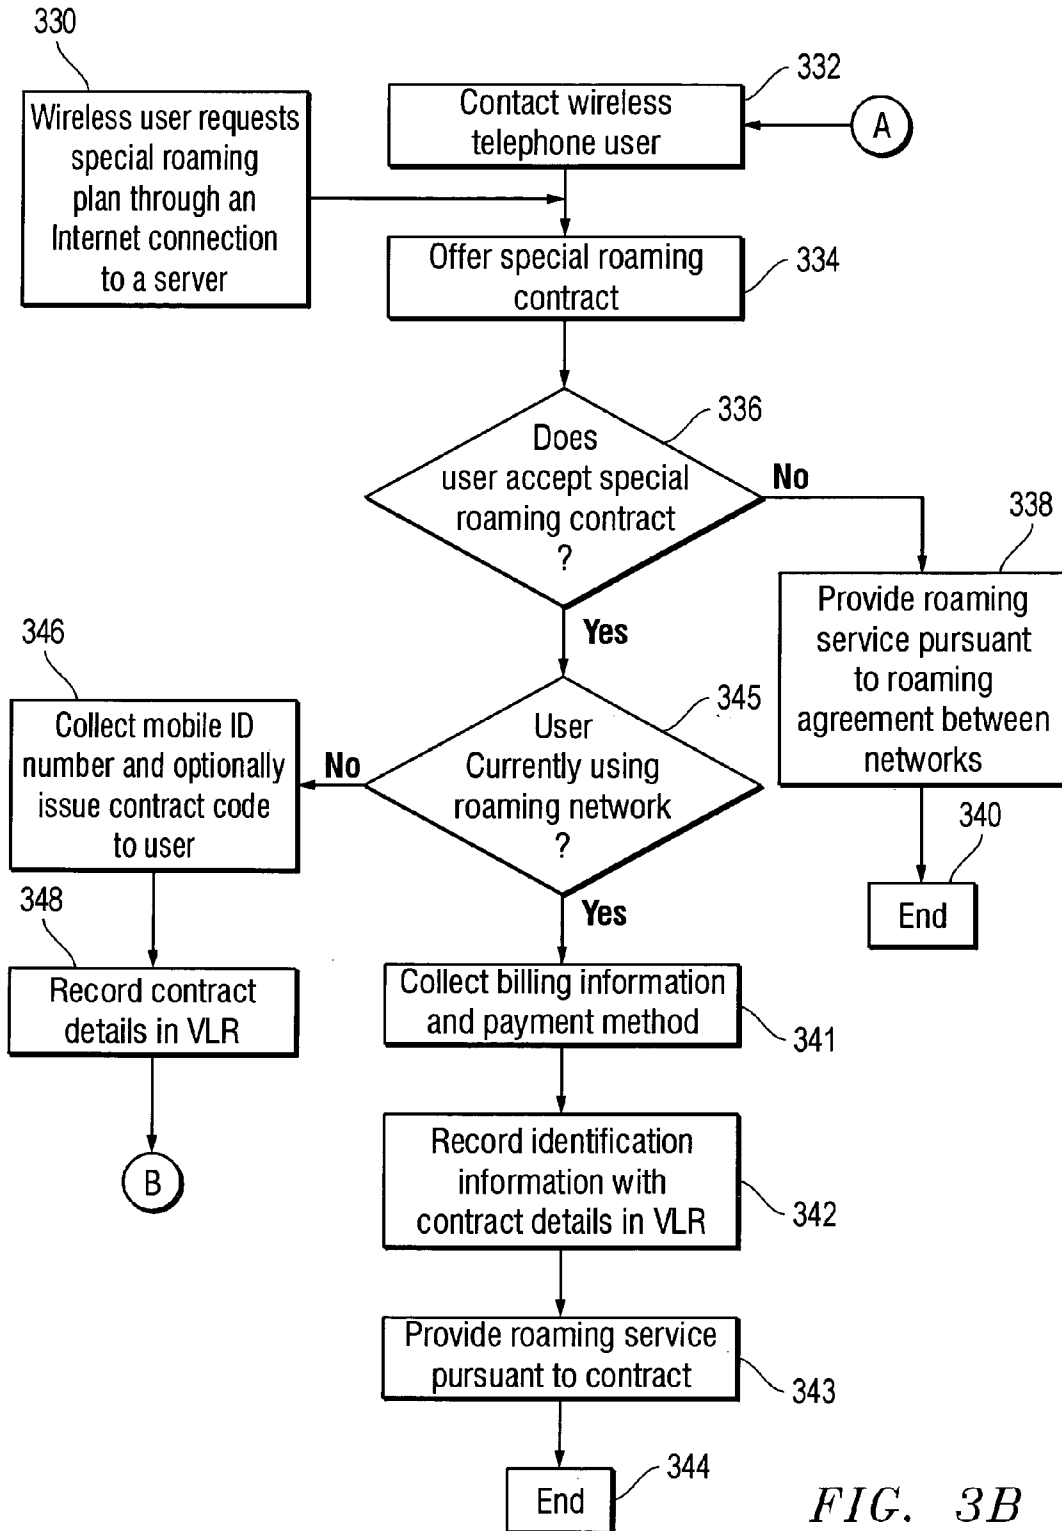 330
Wireless user requests
special roaming
plan through an
Internet connection
to a server
332
Contact wireless
telephone user
A
Offer special roaming
contract
334
336
Does
user accept special
roaming contract
?
No
Yes
338
Provide roaming
service pursuant
to roaming
agreement between
networks
340
End
346
Collect mobile ID
number and optionally
issue contract code
to user
345
User
Currently using
roaming network
?
No
Yes
348
Record contract
details in VLR
B
Collect billing information
and payment method
341
Record identification
information with
contract details in VLR
342
Provide roaming service
pursuant to contract
343
End
344
FIG. 3B